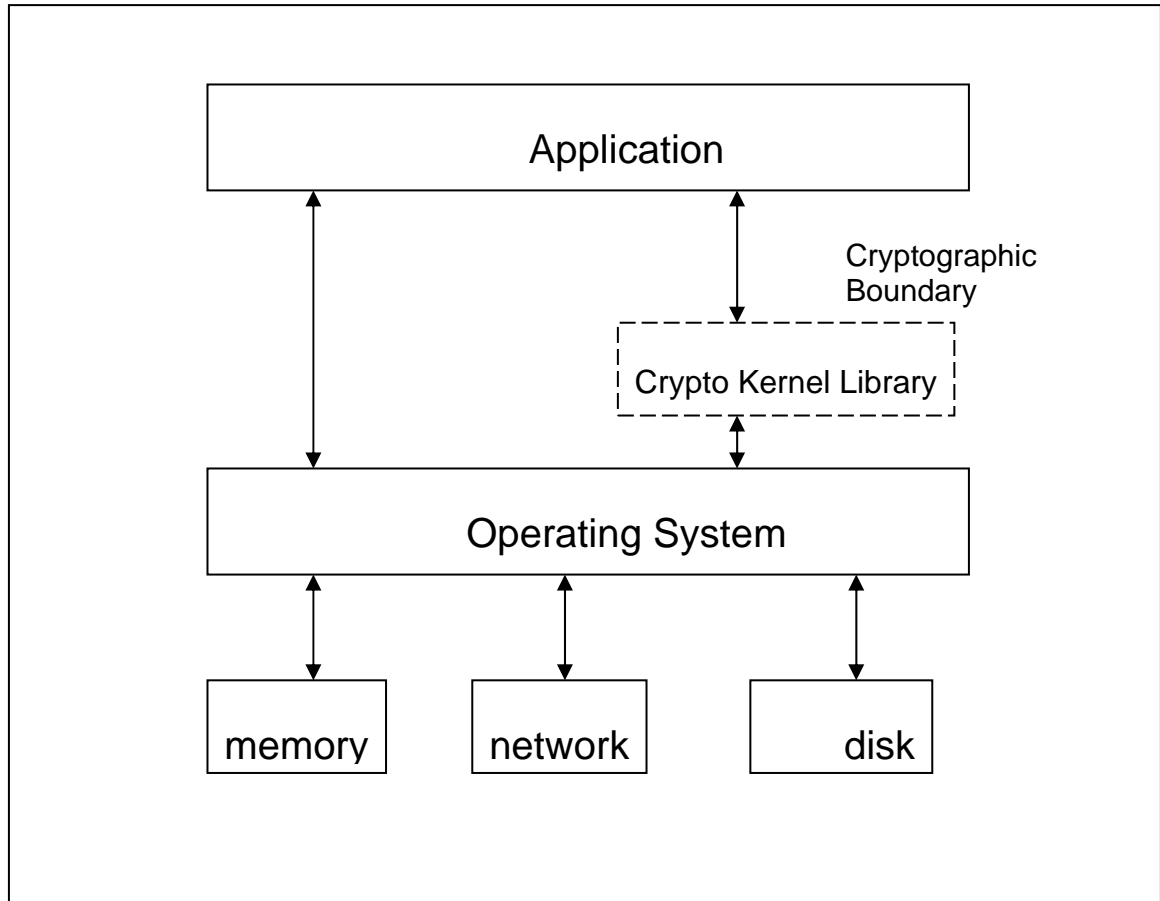 Application
Cryptographic
Boundary
Crypto Kernel Library
Operating System
memory
network
disk